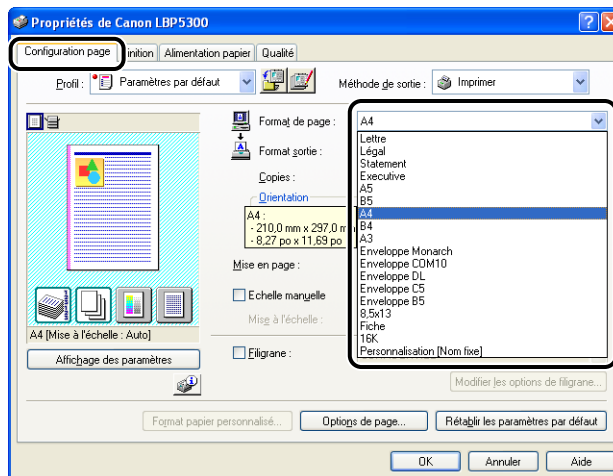 Propriétés de Canon LBP5300
Configuration page
inition
Alimentation papier
Qualité
Profil :
Paramètres par défaut
Méthode de sortie :
Imprimer
Format de page :
A4
Format sortie :
Copies :
Orientation
A4 :
- 210,0 mm x 297,0 m
- 8,27 po x 11,69 po
Mise en page :
Echelle manuelle
Mise à l'échelle :
Filigrane :
Lettre
Légal
Statement
Executive
A5
B5
A4
B4
A3
Enveloppe Monarch
Enveloppe COM10
Enveloppe DL
Enveloppe C5
Enveloppe B5
8,5x13
Fiche
16K
Personnalisation [Nom fixe]
A4 [Mise à l'échelle : Auto]
Affichage des paramètres
Modifier les options de filigrane...
Format papier personnalisé...
Options de page...
Rétablir les paramètres par défaut
OK
Annuler
Aide